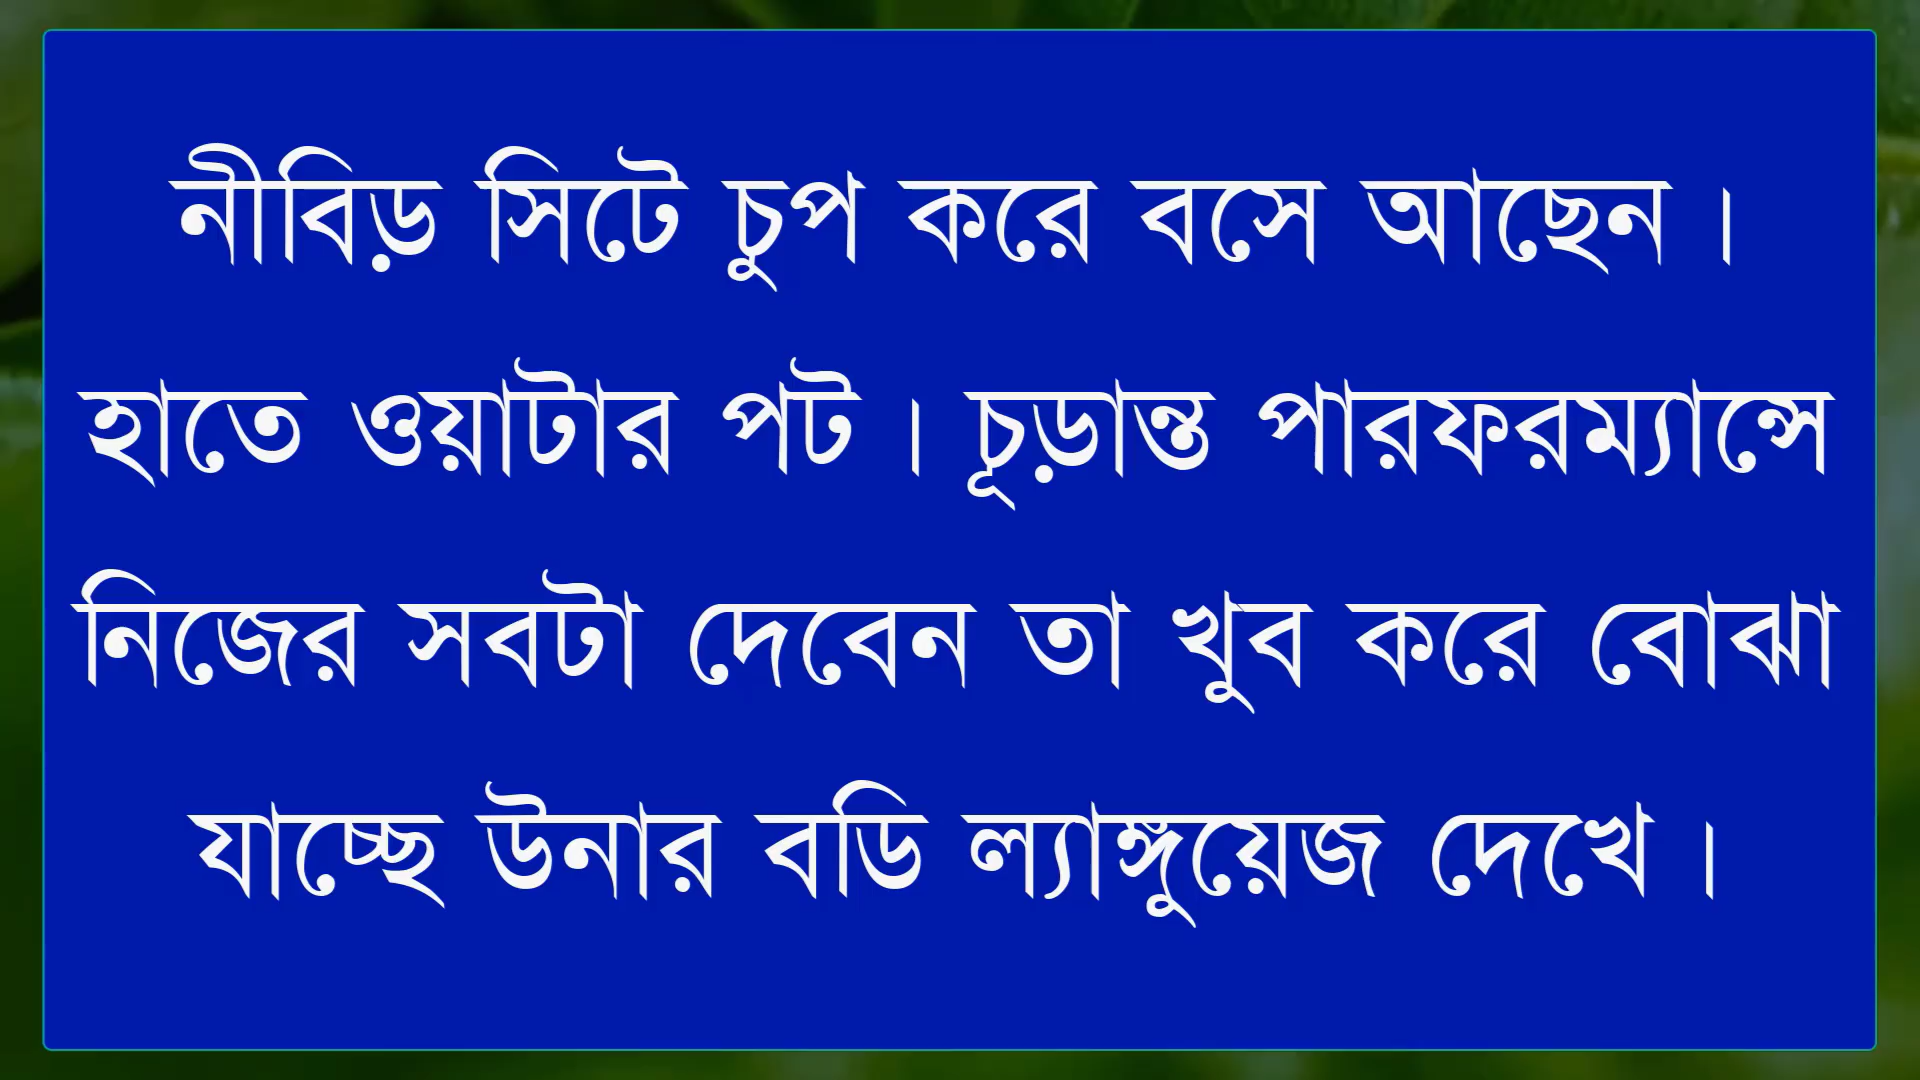 নীবিড় সিটে চুপ করে বসে আছেন ।
হাতে ওয়াটার পট । চূড়ান্ত পারফরম্যান্সে
নিজের সবটা দেবেন তা খুব করে বোঝা
যাচ্ছে উনার বডি ল্যাঙ্গুয়েজ দেখে ।